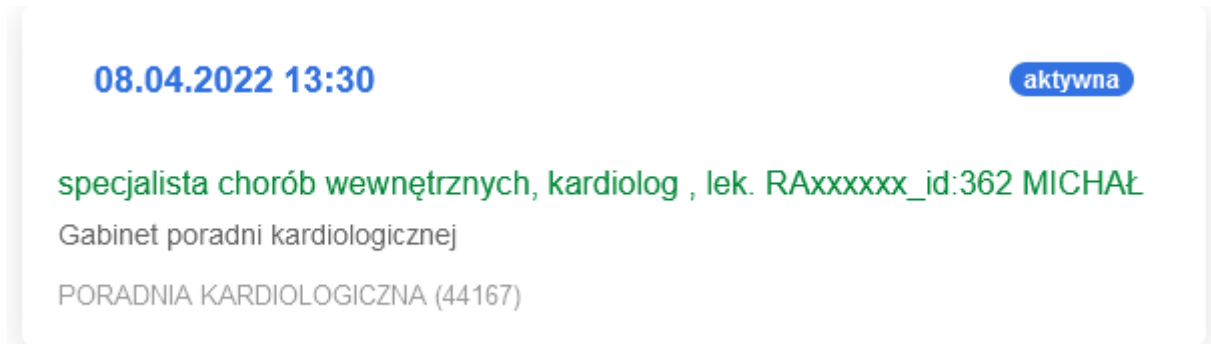 08.04.2022 13:30
aktywna
specjalista chorób wewnętrznych, kardiolog , lek. RAxxxxxx_id:362 MICHAŁ
Gabinet poradni kardiologicznej
PORADNIA KARDIOLOGICZNA (44167)